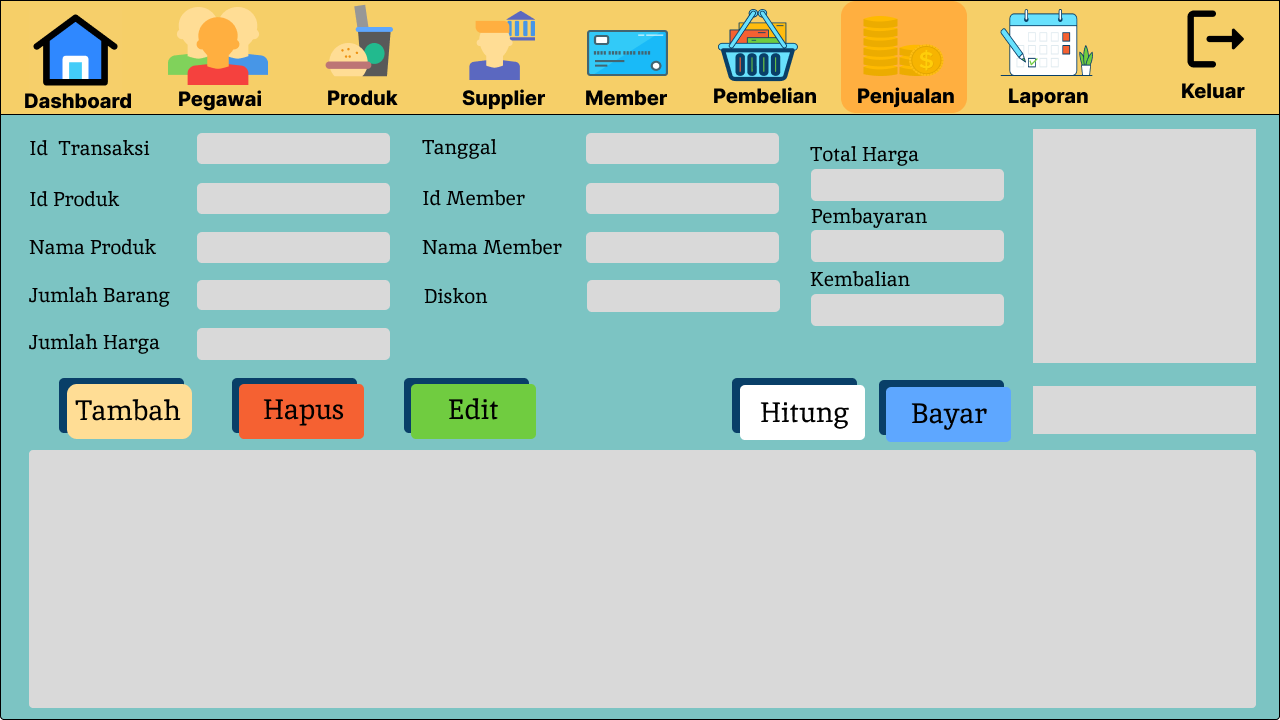 Dashboard
Pegawai
Produk
Supplier
Member
Pembelian
Penjualan
Laporan
Keluar
Id Transaksi
Tanggal
Total Harga
Id Produk
Id Member
Pembayaran
Nama Produk
Nama Member
Kembalian
Jumlah Barang
Diskon
Jumlah Harga
Tambah
Hapus
Edit
Hitung
Bayar